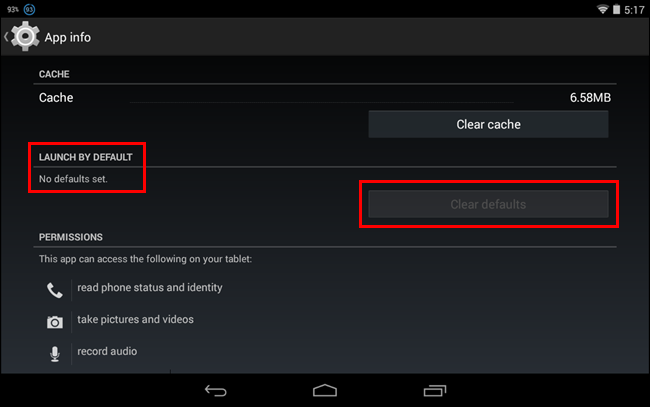 93% 93 5:17
App info
CACHE
Cache 6.58MB
Clear cache
LAUNCH BY DEFAULT
No defaults set.
Clear defaults
PERMISSIONS
This app can access the following on your tablet:
read phone status and identity
take pictures and videos
record audio